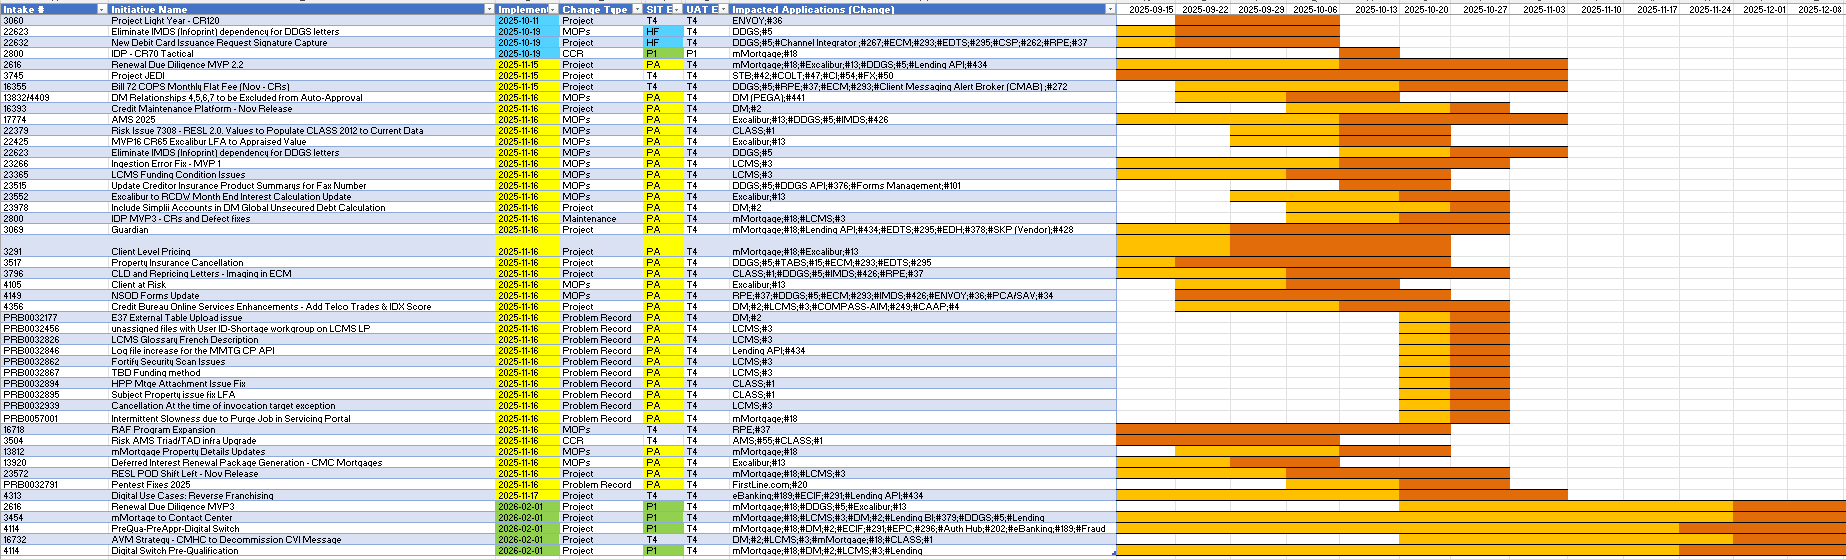 Intake # Initiative Name Implemen Change Type SIT E UAT E Impacted Applications (Change) 2025-09-15 2025-09-22 2025-09-29 2025-10-06 2025-10-13 2025-10-20 2025-10-27 2025-11-03 2025-11-10 2025-11-17 2025-11-24 2025-12-01 2025-12-08
3060 Project Light Year - CR120 2025-10-11 Project T4 T4 ENVOY;#36
22623 Eliminate IMDS (Infoprint) dependency for DDGS letters 2025-10-19 MOPs HF T4 DDGS;#5
22632 New Debit Card Issuance Request Signature Capture 2025-10-19 Project HF T4 DDGS;#5;#Channel Integrator ;#267;#ECM;#293;#EDTS;#295;#CSP;#262;#RPE;#37
2800 IDP - CR70 Tactical 2025-10-19 CCR P1 P1 mMortgage;#18
2616 Renewal Due Diligence MVP 2.2 2025-11-15 Project PA T4 mMortgage;#18;#Excalibur;#13;#DDGS;#5;#Lending API;#434
3745 Project JEDI 2025-11-15 Project T4 T4 STB;#42;#COLT;#47;#CI;#54;#FX;#50
16355 Bill 72 COPS Monthly Flat Fee (Nov - CRs) 2025-11-15 Project T4 T4 DDGS;#5;#RPE;#37;#ECM;#293;#Client Messaging Alert Broker (CMAB) ;#272
13832/4409 DM Relationships 4,5,6,7 to be Excluded from Auto-Approval 2025-11-16 MOPs PA T4 DM (PEGA);#441
16393 Credit Maintenance Platform - Nov Release 2025-11-16 Project PA T4 DM;#2
17774 AMS 2025 2025-11-16 MOPs PA T4 Excalibur;#13;#DDGS;#5;#IMDS;#426
22379 Risk Issue 7308 - RESL 2.0. Values to Populate CLASS 2012 to Current Data 2025-11-16 MOPs PA T4 CLASS;#1
22425 MVP16 CR65 Excalibur LFA to Appraised Value 2025-11-16 MOPs PA T4 Excalibur;#13
22623 Eliminate IMDS (Infoprint) dependency for DDGS letters 2025-11-16 MOPs PA T4 DDGS;#5
23266 Ingestion Error Fix - MVP 1 2025-11-16 MOPs PA T4 LCMS;#3
23365 LCMS Funding Condition Issues 2025-11-16 MOPs PA T4 LCMS;#3
23515 Update Creditor Insurance Product Summarys for Fax Number 2025-11-16 MOPs PA T4 DDGS;#5;#DDGS API;#376;#Forms Management;#101
23552 Excalibur to RCDV Month End Interest Calculation Update 2025-11-16 MOPs PA T4 Excalibur;#13
23978 Include Simplii Accounts in DM Global Unsecured Debt Calculation 2025-11-16 Project PA T4 DM;#2
2800 IDP MVP3 - CRs and Defect fixes 2025-11-16 Maintenance PA T4 mMortgage;#18;#LCMS;#3
3069 Guardian 2025-11-16 Project PA T4 mMortgage;#18;#Lending API;#434;#EDTS;#295;#EDH;#378;#SKP (Vendor);#428
3291 Client Level Pricing 2025-11-16 Project PA T4 mMortgage;#18;#Excalibur;#13
3517 Property Insurance Cancellation 2025-11-16 Project PA T4 DDGS;#5;#TABS;#15;#ECM;#293;#EDTS;#295
3796 CLD and Repricing Letters - Imaging in ECM 2025-11-16 Project PA T4 CLASS;#1;#DDGS;#5;#IMDS;#426;#RPE;#37
4105 Client at Risk 2025-11-16 MOPs PA T4 Excalibur;#13
4149 NSOD Forms Update 2025-11-16 MOPs PA T4 RPE;#37;#DDGS;#5;#ECM;#293;#IMDS;#426;#ENVOY;#36;#PCA/SAV;#34
4356 Credit Bureau Online Services Enhancements - Add Telco Trades & IDX Score 2025-11-16 Project PA T4 DM;#2;#LCMS;#3;#COMPASS-AIM;#249;#CAAP;#4
PRB0032177 E37 External Table Upload issue 2025-11-16 Problem Record PA T4 DM;#2
PRB0032456 unassigned files with User ID-Shortage workgroup on LCMS LP 2025-11-16 Problem Record PA T4 LCMS;#3
PRB0032826 LCMS Glossary French Description 2025-11-16 Problem Record PA T4 LCMS;#3
PRB0032846 Log file increase for the MMTG CP API 2025-11-16 Problem Record PA T4 Lending API;#434
PRB0032862 Fortify Security Scan Issues 2025-11-16 Problem Record PA T4 LCMS;#3
PRB0032867 TBD Funding method 2025-11-16 Problem Record PA T4 LCMS;#3
PRB0032894 HPP Mtge Attachment Issue Fix 2025-11-16 Problem Record PA T4 CLASS;#1
PRB0032895 Subject Property issue fix LFA 2025-11-16 Problem Record PA T4 CLASS;#1
PRB0032939 Cancellation At the time of invocation target exception 2025-11-16 Problem Record PA T4 LCMS;#3
PRB0057001 Intermittent Slowness due to Purge Job in Servicing Portal 2025-11-16 Problem Record PA T4 mMortgage;#18
16718 RAF Program Expansion 2025-11-16 MOPs T4 T4 RPE;#37
3504 Risk AMS Triad/TAD infra Upgrade 2025-11-16 CCR T4 T4 AMS;#55;#CLASS;#1
13812 mMortgage Property Details Updates 2025-11-16 MOPs PA T4 mMortgage;#18
13920 Deferred Interest Renewal Package Generation - CMC Mortgages 2025-11-16 MOPs PA T4 Excalibur;#13
23572 RESL POD Shift Left - Nov Release 2025-11-16 Project PA T4 mMortgage;#18;#LCMS;#3
PRB0032791 Pentest Fixes 2025 2025-11-16 Problem Record PA T4 FirstLine.com;#20
4313 Digital Use Cases: Reverse Franchising 2025-11-17 Project T4 T4 eBanking;#189;#ECIF;#291;#Lending API;#434
2616 Renewal Due Diligence MVP3 2026-02-01 Project P1 T4 mMortgage;#18;#DDGS;#5;#Excalibur;#13
3454 mMortage to Contact Center 2026-02-01 Project P1 T4 mMortgage;#18;#LCMS;#3;#DM;#2;#Lending BI;#379;#DDGS;#5;#Lending
4114 PreQua-PreAppr-Digital Switch 2026-02-01 Project P1 T4 mMortgage;#18;#DM;#2;#ECIF;#291;#EPC;#296;#Auth Hub;#202;#eBanking;#189;#Fraud
16732 AVM Strategy - CMHC to Decommission CVI Message 2026-02-01 Project T4 T4 DM;#2;#LCMS;#3;#mMortgage;#18;#CLASS;#1
4114 Digital Switch Pre-Qualification 2026-02-01 Project P1 T4 mMortgage;#18;#DM;#2;#LCMS;#3;#Lending